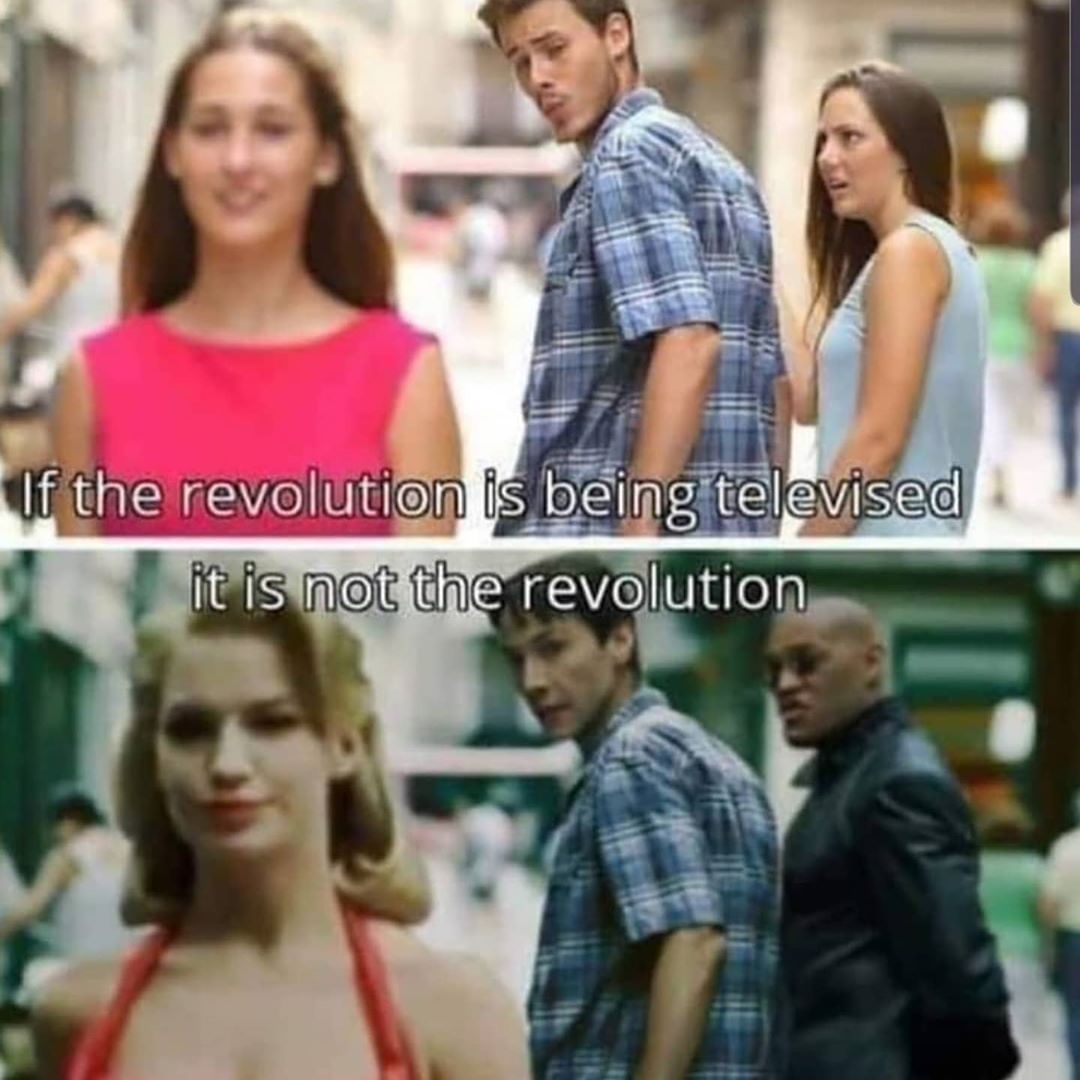 If the revolution is being televised
it is not the revolution